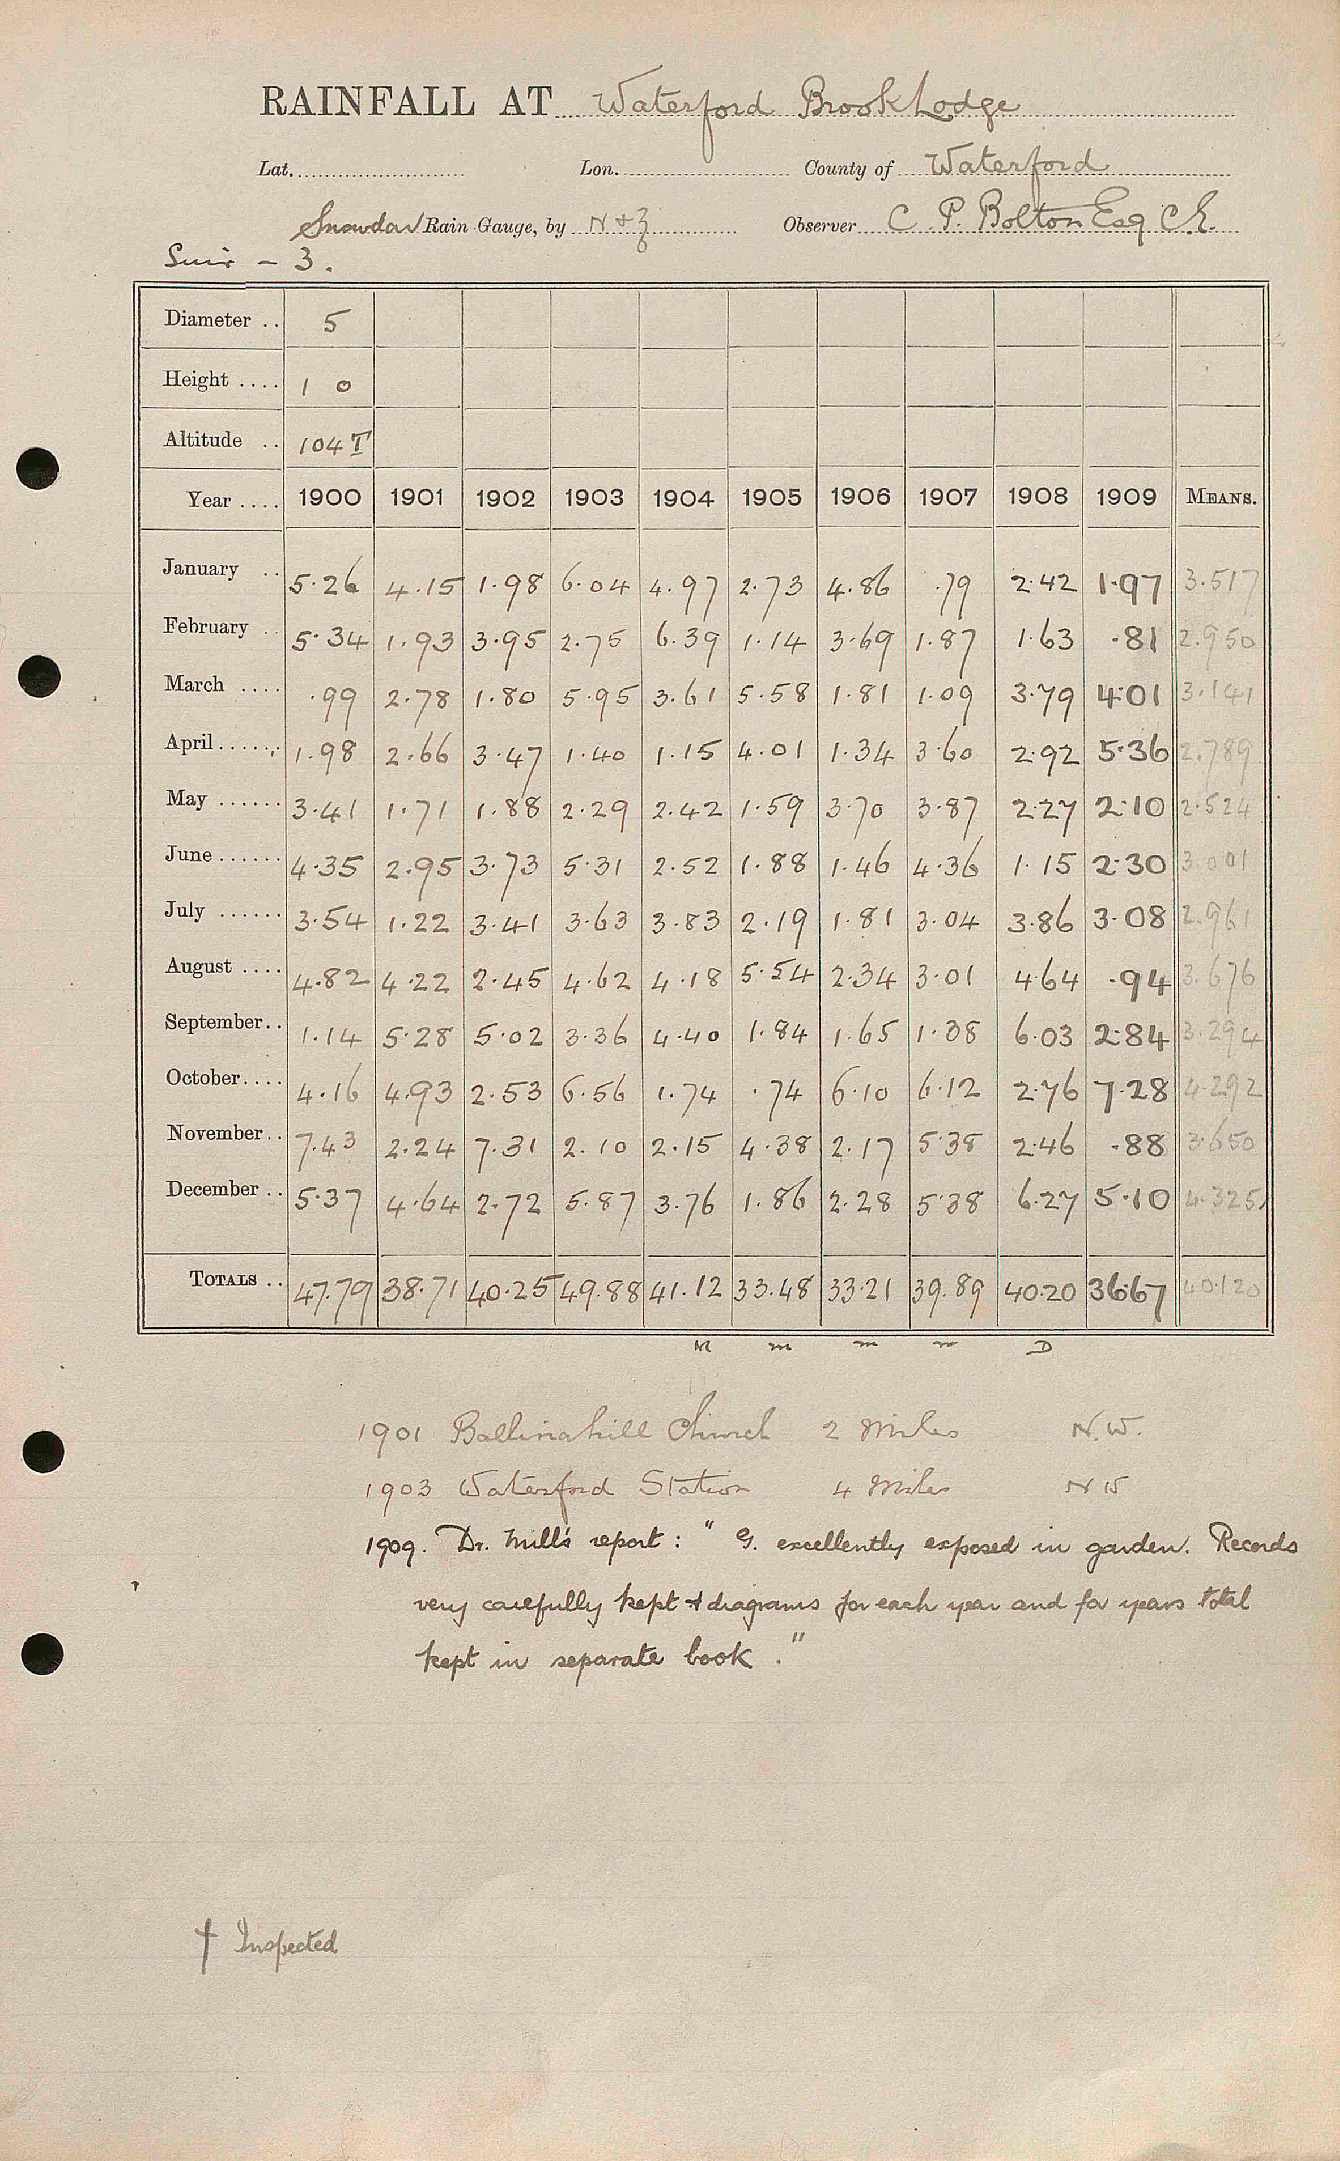 RAINFALL AT Waterford Brook Lodge
Lat. Lon. County of Waterford
Snowdon Rain Gauge, by N & Z Observer C. P. Bolton Esq C.E.
Suir - 3.
Diameter .. 5
Height .... 1 0
Altitude .. 104 T
Year .... 1900 1901 1902 1903 1904 1905 1906 1907 1908 1909 MEANS.
January .. 5.26 4.15 1.98 6.04 4.97 2.73 4.86 .79 2.42 1.97 3.517
February .. 5.34 1.93 3.95 2.75 6.39 1.14 3.69 1.87 1.63 .81 2.950
March .... .99 2.78 1.80 5.95 3.61 5.58 1.81 1.09 3.79 4.01 3.141
April ...... 1.98 2.66 3.47 1.40 1.15 4.01 1.34 3.60 2.92 5.36 2.789
May ...... 3.41 1.71 1.88 2.29 2.42 1.59 3.70 3.87 2.27 2.10 2.524
June ...... 4.35 2.95 3.73 5.31 2.52 1.88 1.46 4.36 1.15 2.30 3.001
July ...... 3.54 1.22 3.41 3.63 3.83 2.19 1.81 3.04 3.86 3.08 2.961
August .... 4.82 4.22 2.45 4.62 4.18 5.54 2.34 3.01 4.64 .94 3.676
September .. 1.14 5.28 5.02 3.36 4.40 1.84 1.65 1.38 6.03 2.84 3.294
October .... 4.16 4.93 2.53 6.56 1.74 .74 6.10 6.12 2.76 7.28 4.292
November .. 7.43 2.24 7.31 2.10 2.15 4.38 2.17 5.38 2.46 .88 3.650
December .. 5.37 4.64 2.72 5.87 3.76 1.86 2.28 5.38 6.27 5.10 4.325
TOTALS .. 47.79 38.71 40.25 49.88 41.12 33.48 33.21 39.89 40.20 36.67 40.120
M m m m D
1901 Ballinahill Church 2 Miles N.W.
1903 Waterford Station 4 Miles NW
1909. Dr. Mill's report : " G. excellently exposed in garden. Records
very carefully kept & diagrams for each year and for years total
kept in separate book ."
† Inspected